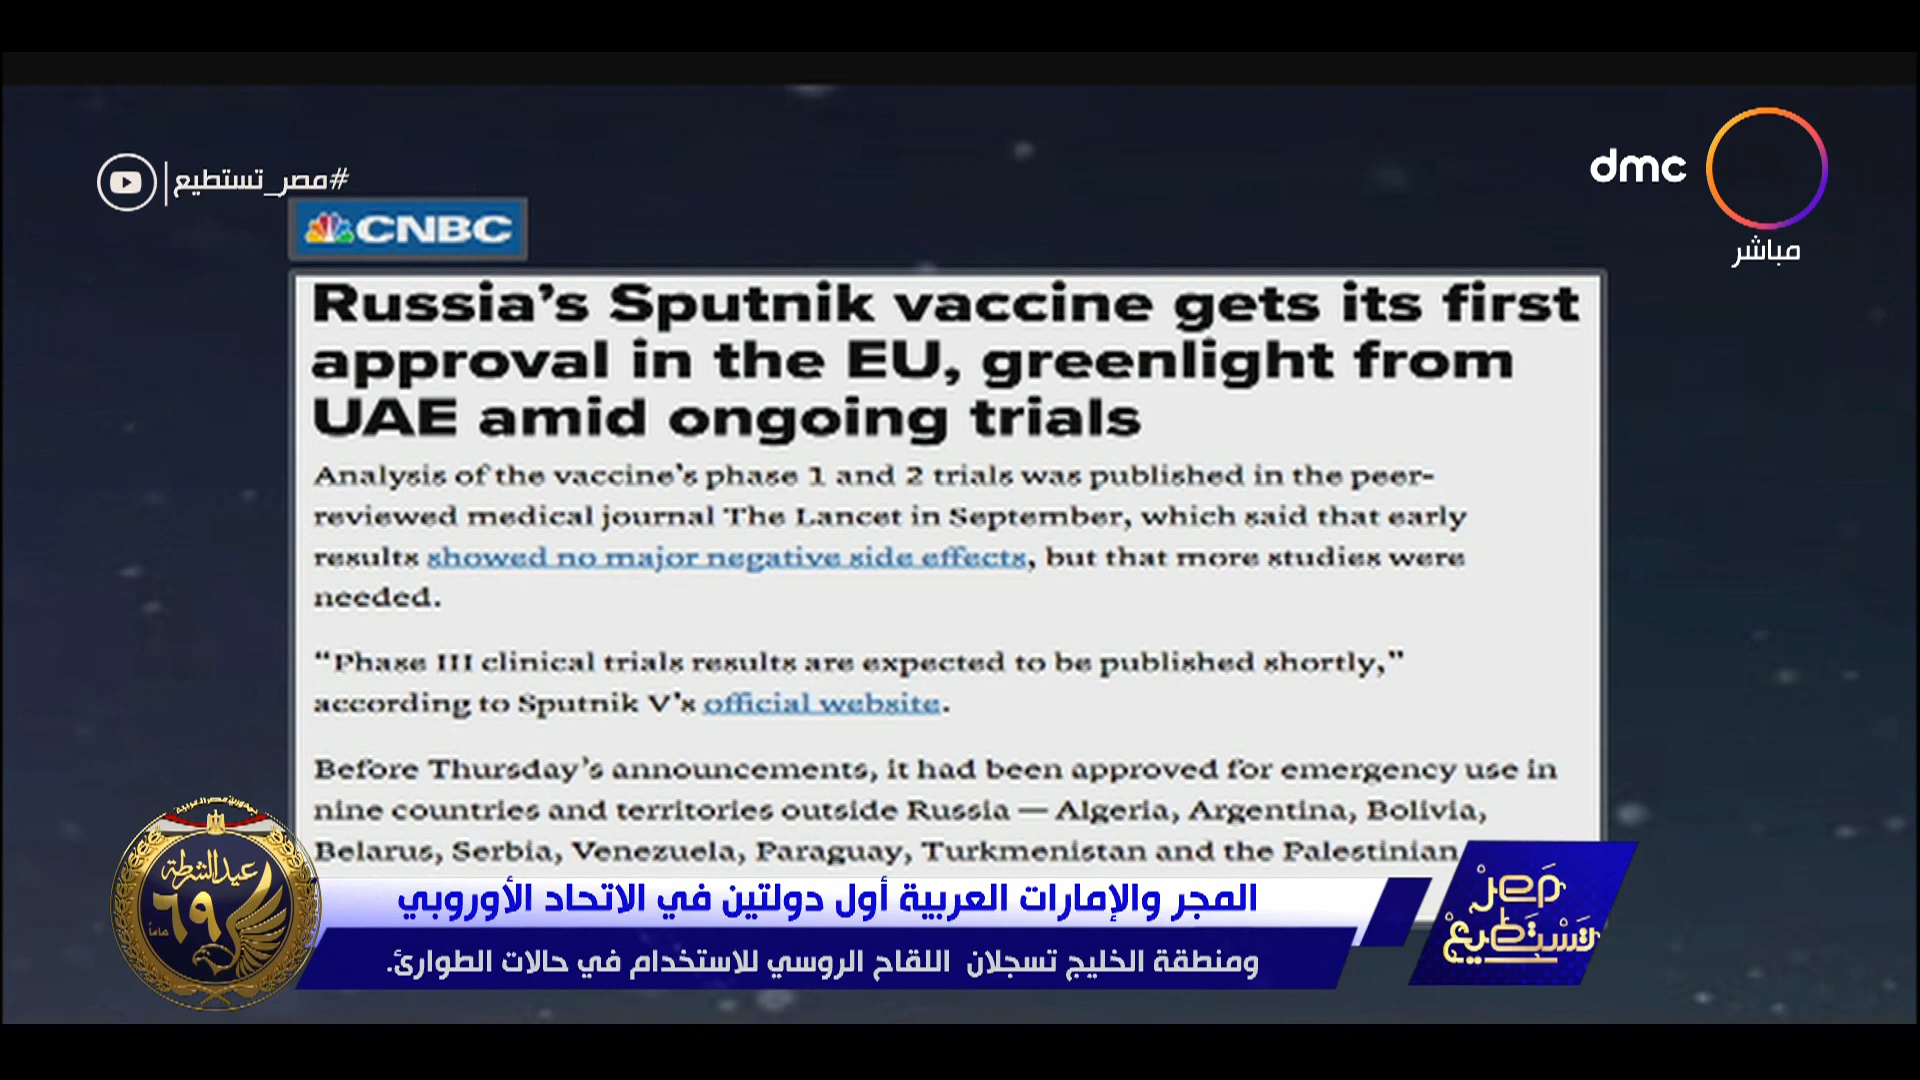 #مصر_تستطيع
dmc
مباشر
CNBC
Russia's Sputnik vaccine gets its first
approval in the EU, greenlight from
UAE amid ongoing trials
Analysis of the vaccine's phase 1 and 2 trials was published in the peer-
reviewed medical journal The Lancet in September, which said that early
results showed no major negative side effects, but that more studies were
needed.
“Phase III clinical trials results are expected to be published shortly,”
according to Sputnik V's official website.
Before Thursday's announcements, it had been approved for emergency use in
nine countries and territories outside Russia — Algeria, Argentina, Bolivia,
Belarus, Serbia, Venezuela, Paraguay, Turkmenistan and the Palestinian
المجر والإمارات العربية أول دولتين في الاتحاد الأوروبي
ومنطقة الخليج تسجلان اللقاح الروسي للاستخدام في حالات الطوارئ.
مصر
تستطيع
عيد الشرطة
٦٩
عاماً